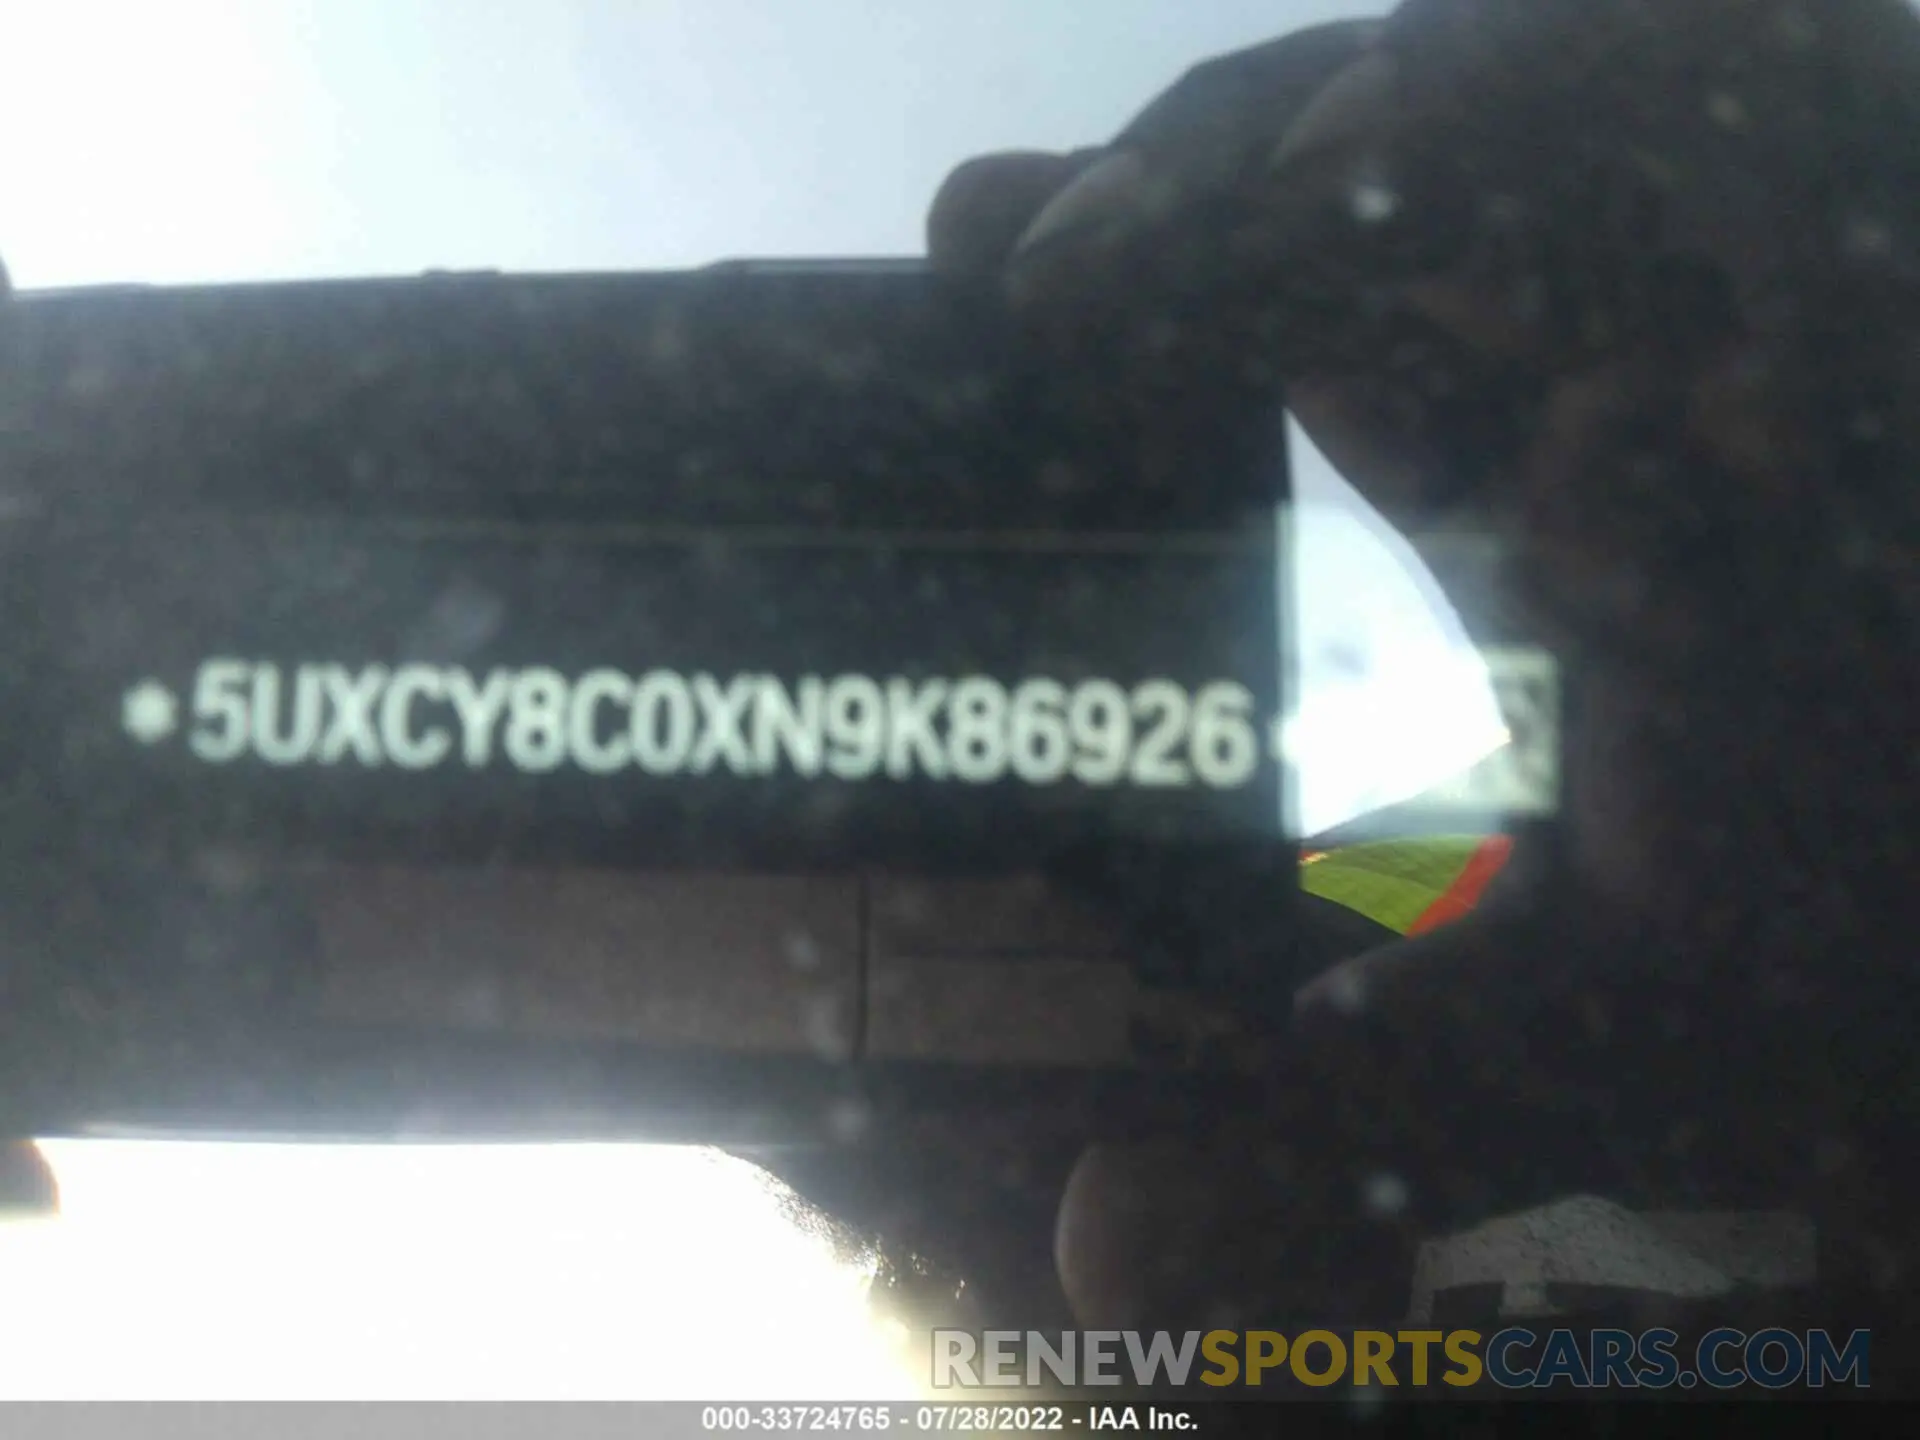 *5UXCY8C0XN9K86926*
RENEWSPORTSCARS.COM
000-33724765 - 07/28/2022 - IAA Inc.